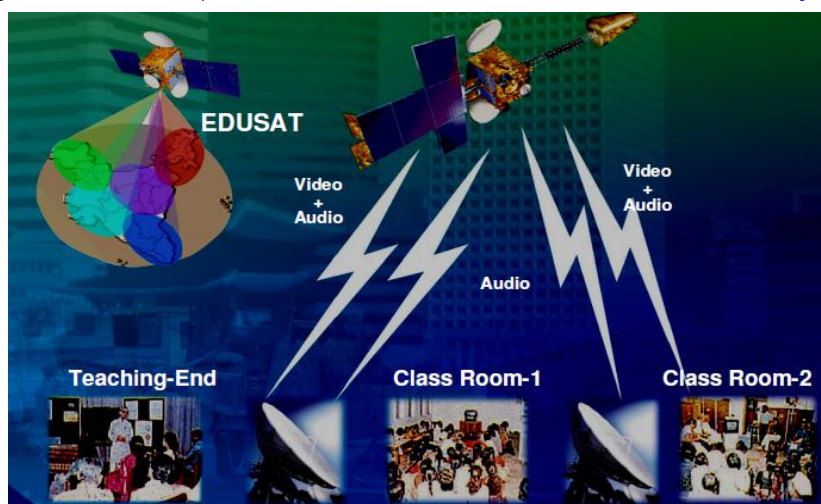 EDUSAT
Video
+
Audio
Video
+
Audio
Audio
Teaching-End
Class Room-1
Class Room-2